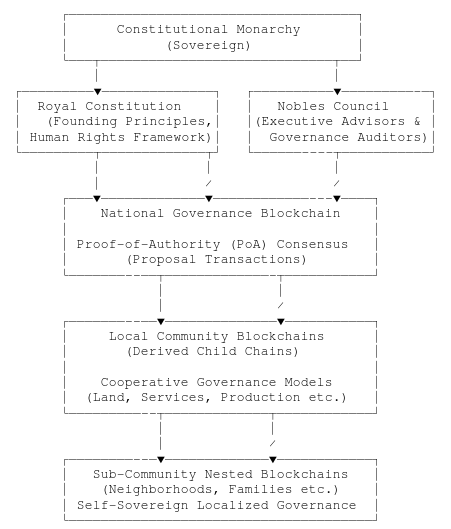 Constitutional Monarchy
(Sovereign)
Royal Constitution
(Founding Principles,
Human Rights Framework)
Nobles Council
(Executive Advisors &
Governance Auditors)
National Governance Blockchain
Proof-of-Authority (PoA) Consensus
(Proposal Transactions)
Local Community Blockchains
(Derived Child Chains)
Cooperative Governance Models
(Land, Services, Production etc.)
Sub-Community Nested Blockchains
(Neighborhoods, Families etc.)
Self-Sovereign Localized Governance